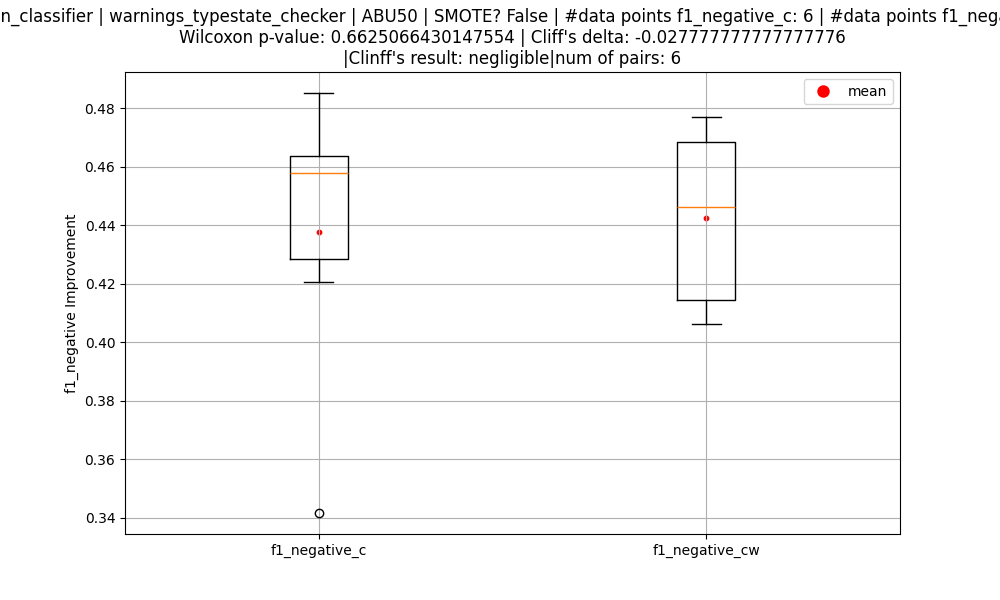 n_classifier | warnings_typestate_checker | ABU50 | SMOTE? False | #data points f1_negative_c: 6 | #data points f1_neg
Wilcoxon p-value: 0.6625066430147554 | Cliff's delta: -0.027777777777777776
|Clinff's result: negligible|num of pairs: 6
mean
f1_negative Improvement
0.48
0.46
0.44
0.42
0.40
0.38
0.36
0.34
f1_negative_c
f1_negative_cw